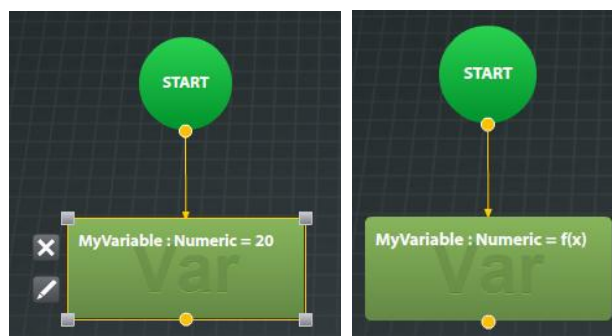 START
MyVariable : Numeric = 20
Var
START
MyVariable : Numeric = f(x)
Var